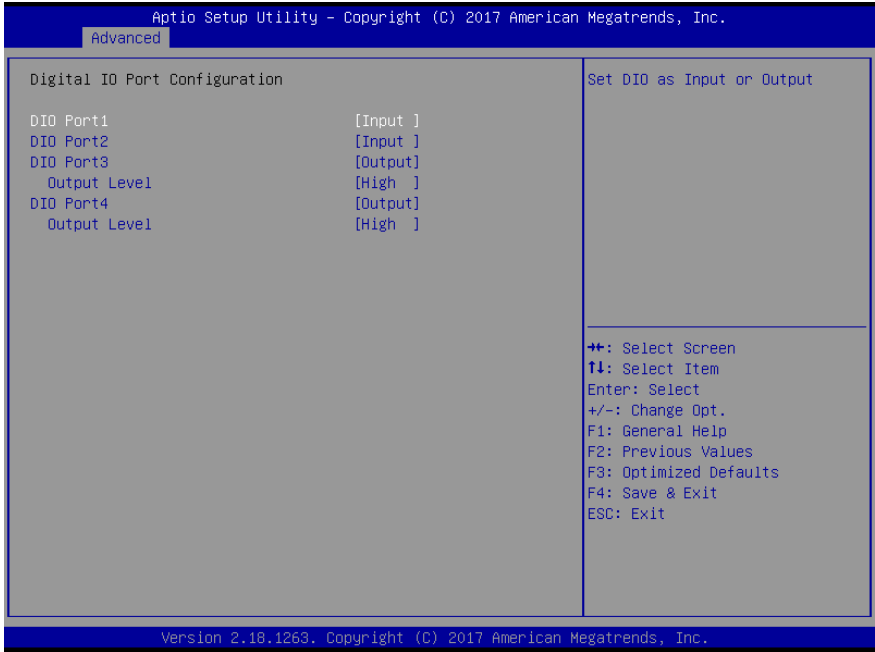 Aptio Setup Utility – Copyright (C) 2017 American Megatrends, Inc.
Advanced
Digital IO Port Configuration
DIO Port1 [Input ]
DIO Port2 [Input ]
DIO Port3 [Output]
Output Level [High ]
DIO Port4 [Output]
Output Level [High ]
Set DIO as Input or Output
→←: Select Screen
↑↓: Select Item
Enter: Select
+/-: Change Opt.
F1: General Help
F2: Previous Values
F3: Optimized Defaults
F4: Save & Exit
ESC: Exit
Version 2.18.1263. Copyright (C) 2017 American Megatrends, Inc.